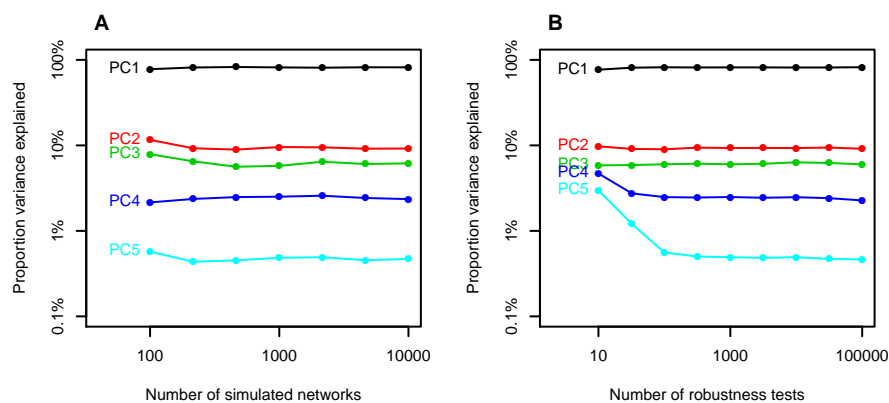 A
Proportion variance explained
100%
10%
1%
0.1%
PC1
PC2
PC3
PC4
PC5
100
1000
10000
Number of simulated networks
B
Proportion variance explained
100%
10%
1%
0.1%
PC1
PC2
PC3
PC4
PC5
10
1000
100000
Number of robustness tests